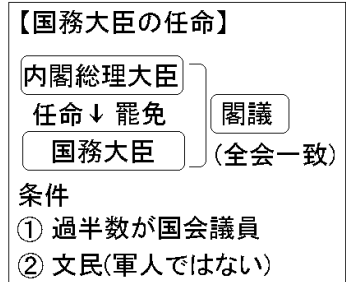 【国務大臣の任命】
内閣総理大臣
任命↓罷免
閣議
国務大臣
(全会一致)
条件
① 過半数が国会議員
② 文民(軍人ではない)